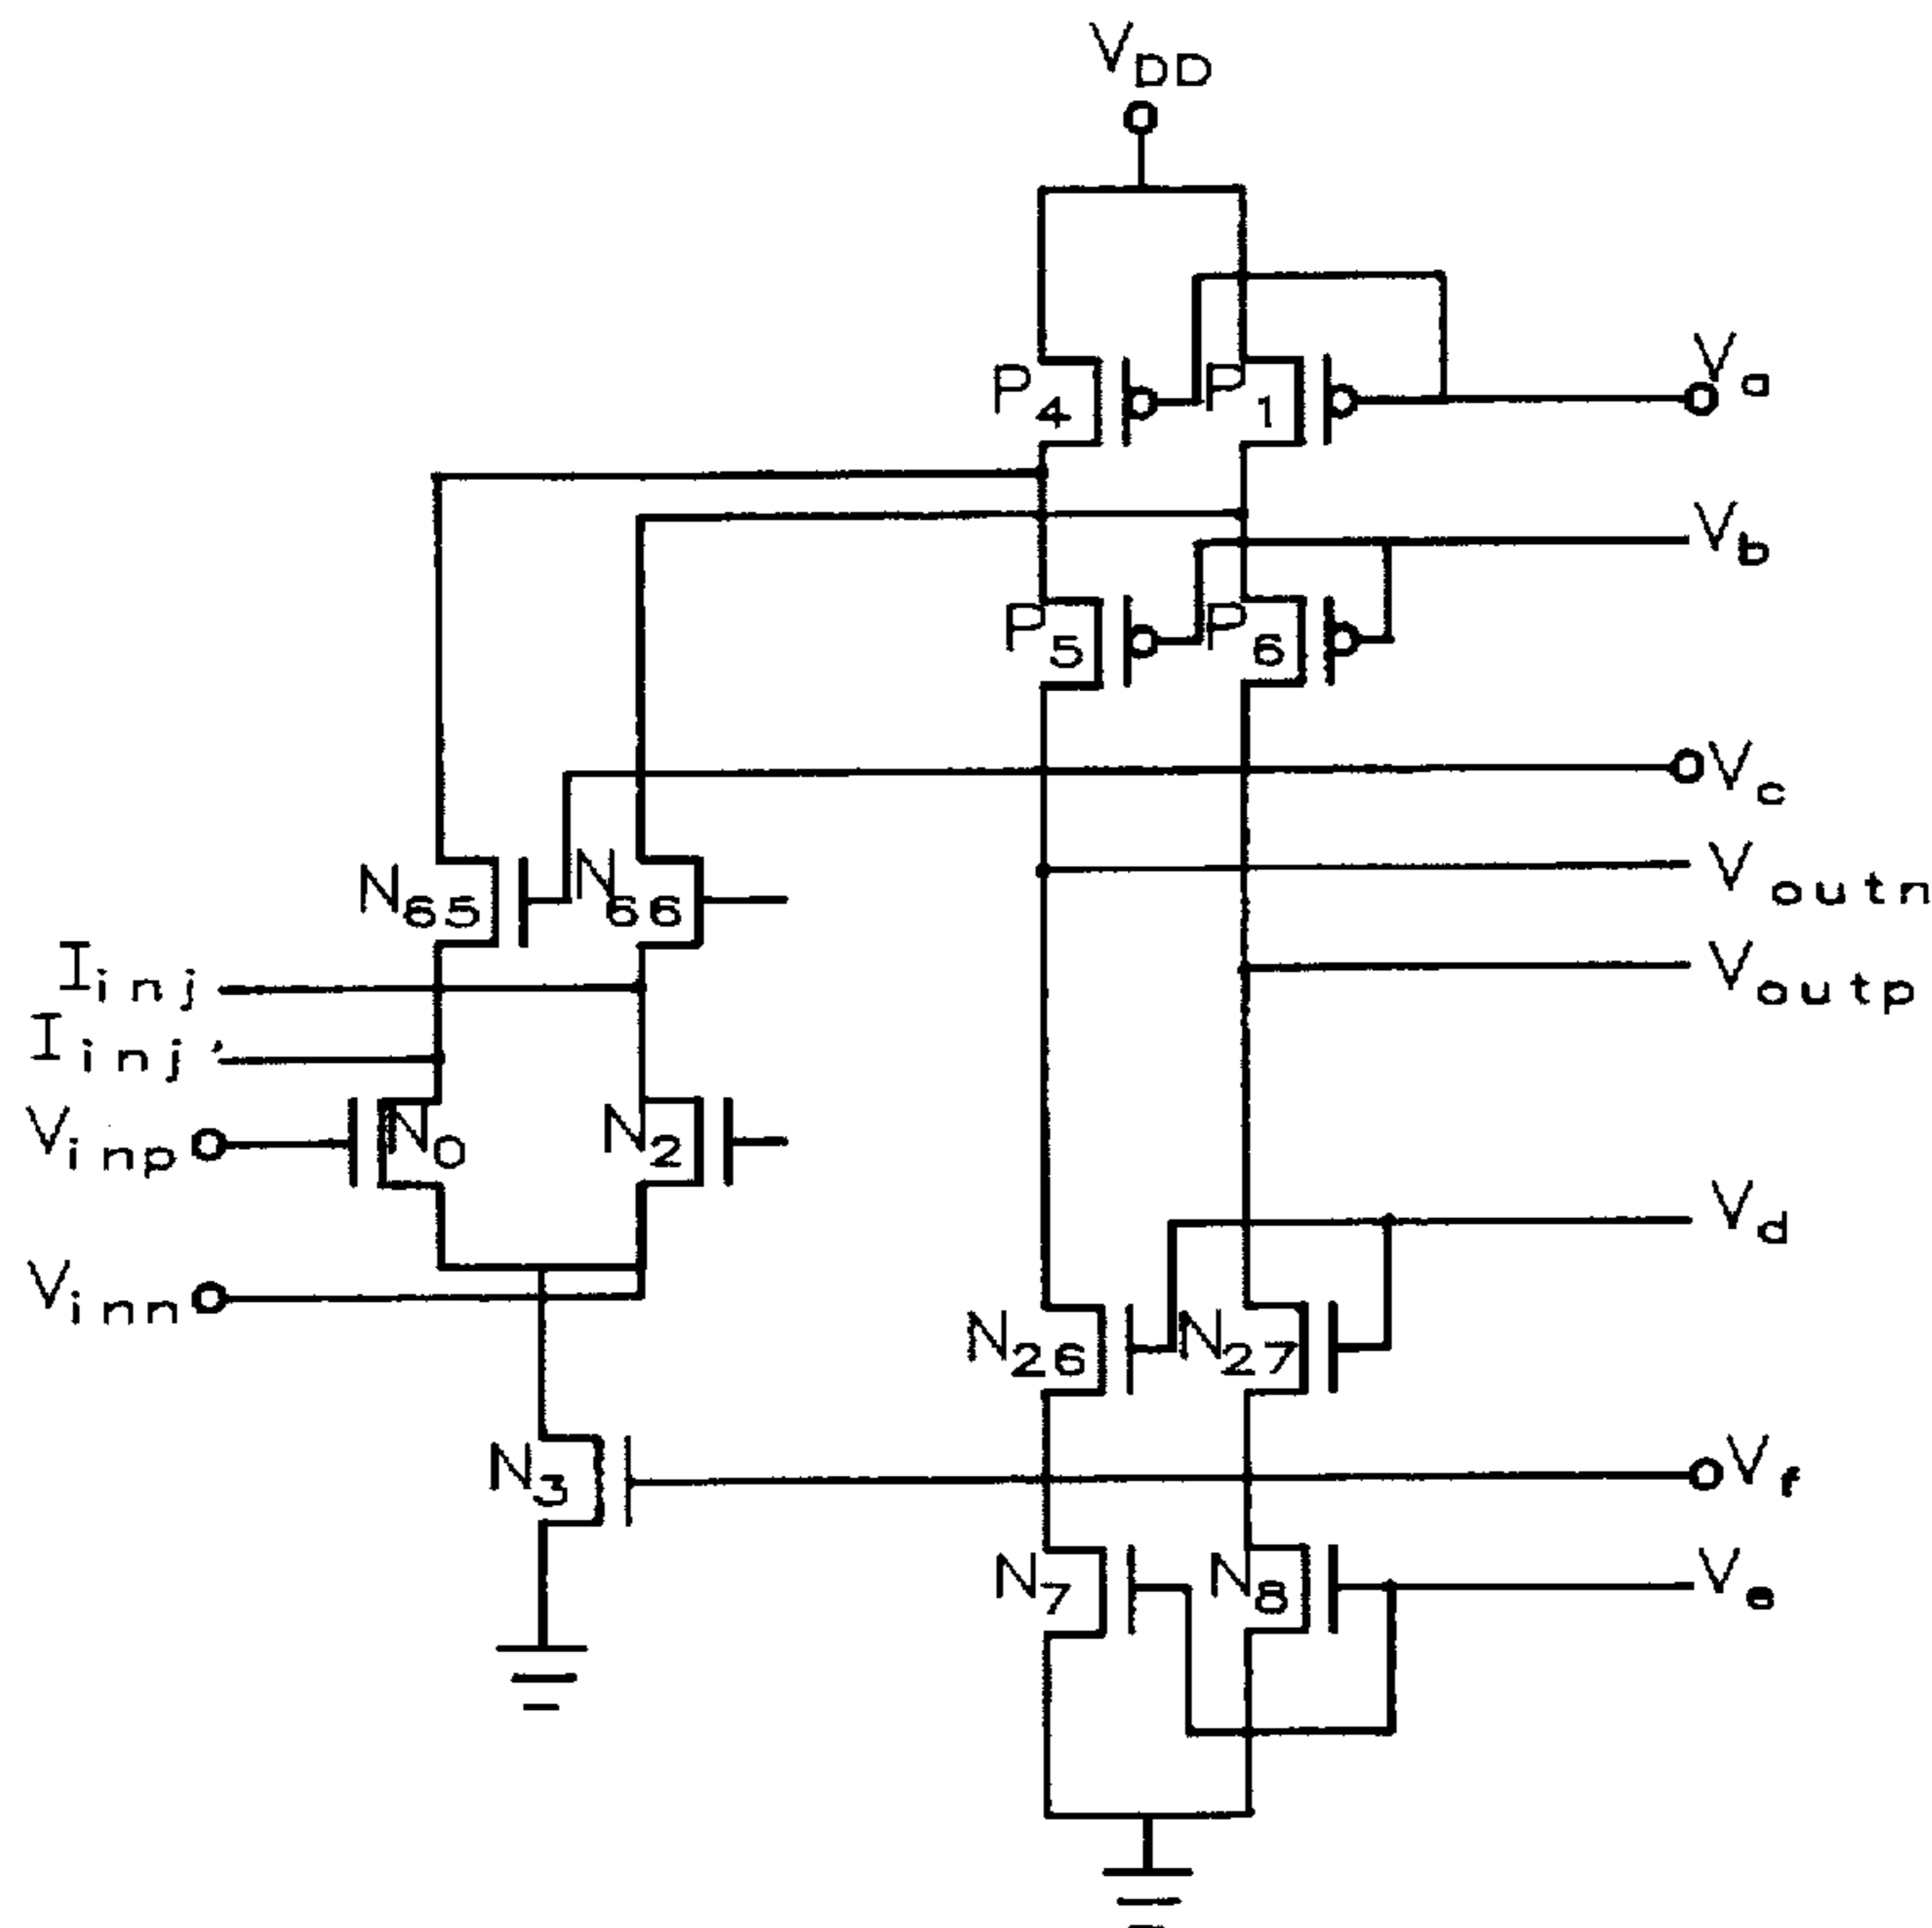 VDD
P4
P1
Va
Vb
P5
P6
Vc
N65
N66
Voutn
Iinj
Voutp
Iinj'
Vinp
N0
N2
Vd
Vinn
N26
N27
N3
Vf
N7
N8
Ve